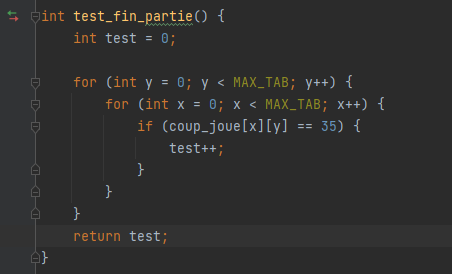 int test_fin_partie() {
    int test = 0;

    for (int y = 0; y < MAX_TAB; y++) {
        for (int x = 0; x < MAX_TAB; x++) {
            if (coup_joue[x][y] == 35) {
                test++;
            }
        }
    }
    return test;
}